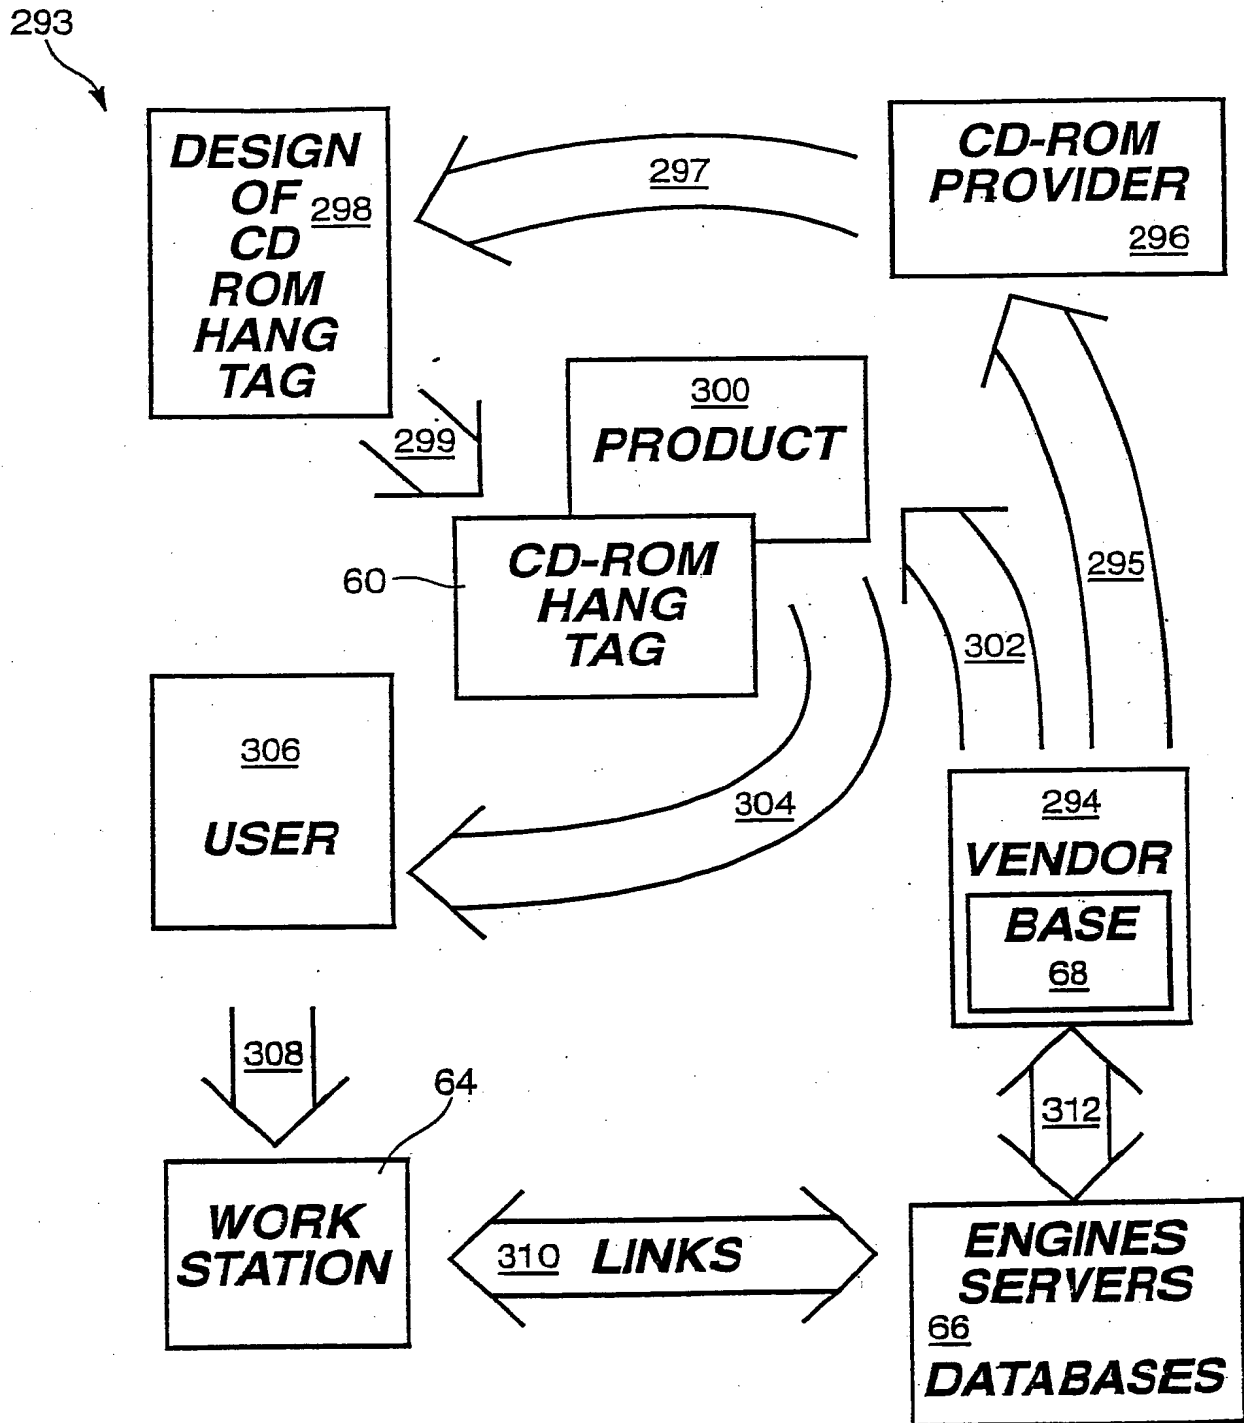 293
DESIGN
OF 298
CD
ROM
HANG
TAG
297
CD-ROM
PROVIDER
296
299
300
PRODUCT
60
CD-ROM
HANG
TAG
295
302
304
306
USER
294
VENDOR
BASE
68
308
64
312
WORK
STATION
310 LINKS
ENGINES
SERVERS
66
DATABASES